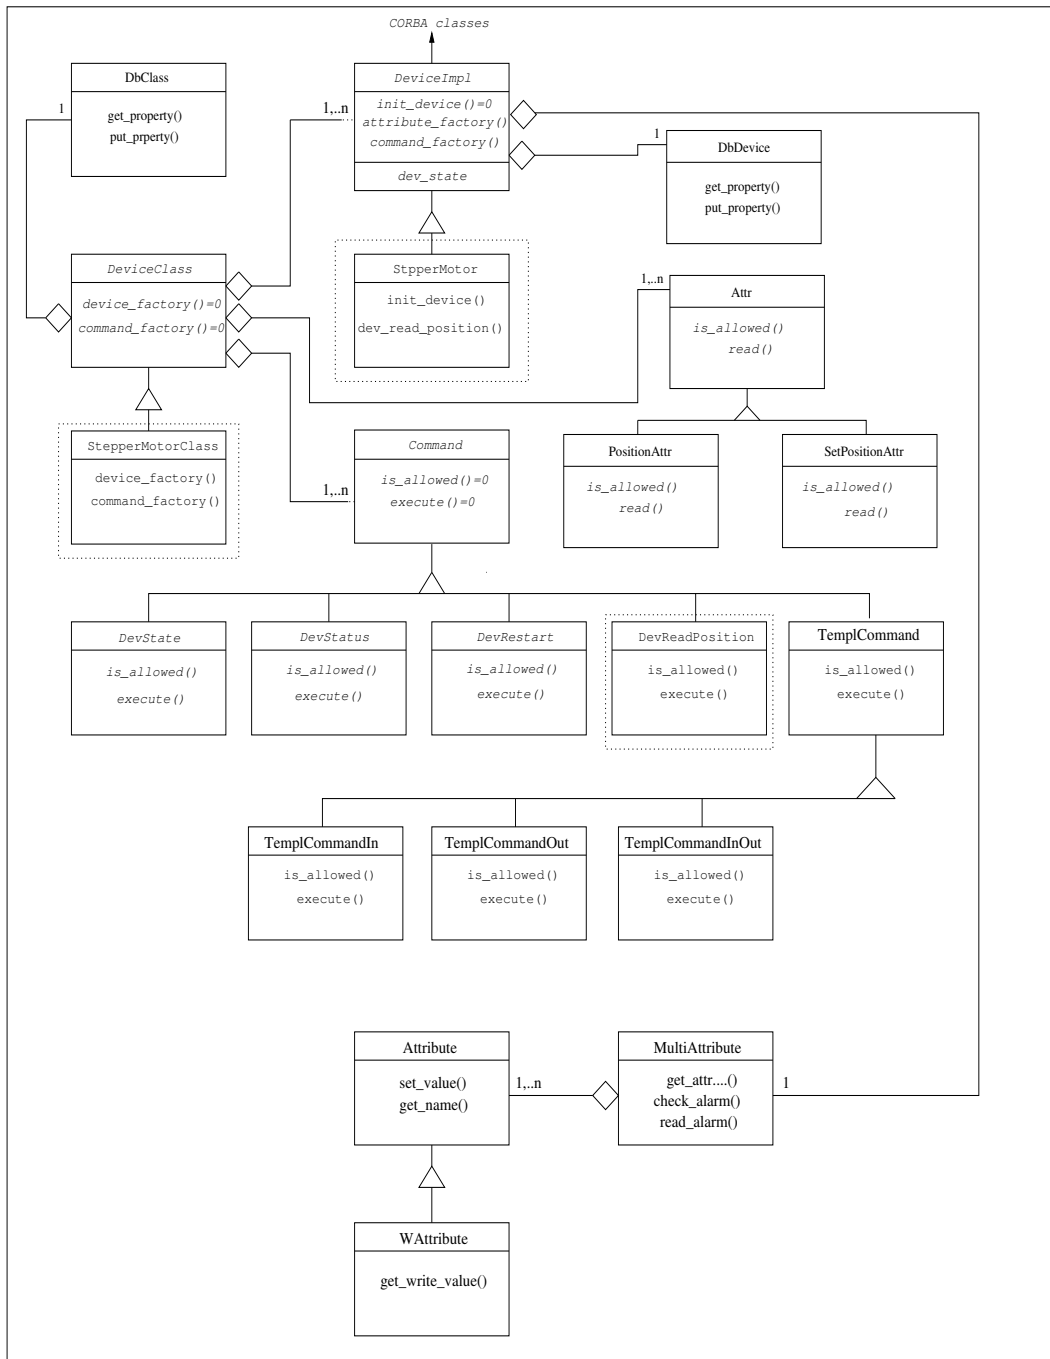 CORBA classes
DbClass
get_property()
put_prperty()
1
DeviceImpl
init_device()=0
attribute_factory()
command_factory()
dev_state
1,..n
1
DbDevice
get_property()
put_property()
DeviceClass
device_factory()=0
command_factory()=0
StpperMotor
init_device()
dev_read_position()
1,..n
Attr
is_allowed()
read()
StepperMotorClass
device_factory()
command_factory()
Command
is_allowed()=0
execute()=0
1,..n
PositionAttr
is_allowed()
read()
SetPositionAttr
is_allowed()
read()
DevState
is_allowed()
execute()
DevStatus
is_allowed()
execute()
DevRestart
is_allowed()
execute()
DevReadPosition
is_allowed()
execute()
TemplCommand
is_allowed()
execute()
TemplCommandIn
is_allowed()
execute()
TemplCommandOut
is_allowed()
execute()
TemplCommandInOut
is_allowed()
execute()
Attribute
set_value()
get_name()
1,..n
MultiAttribute
get_attr....()
check_alarm()
read_alarm()
1
WAttribute
get_write_value()